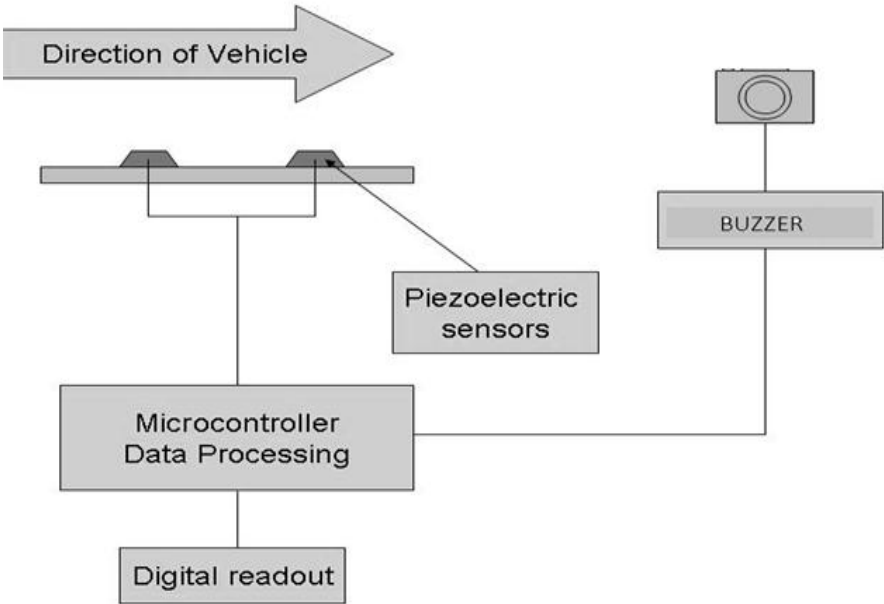 Direction of Vehicle
BUZZER
Piezoelectric
sensors
Microcontroller
Data Processing
Digital readout